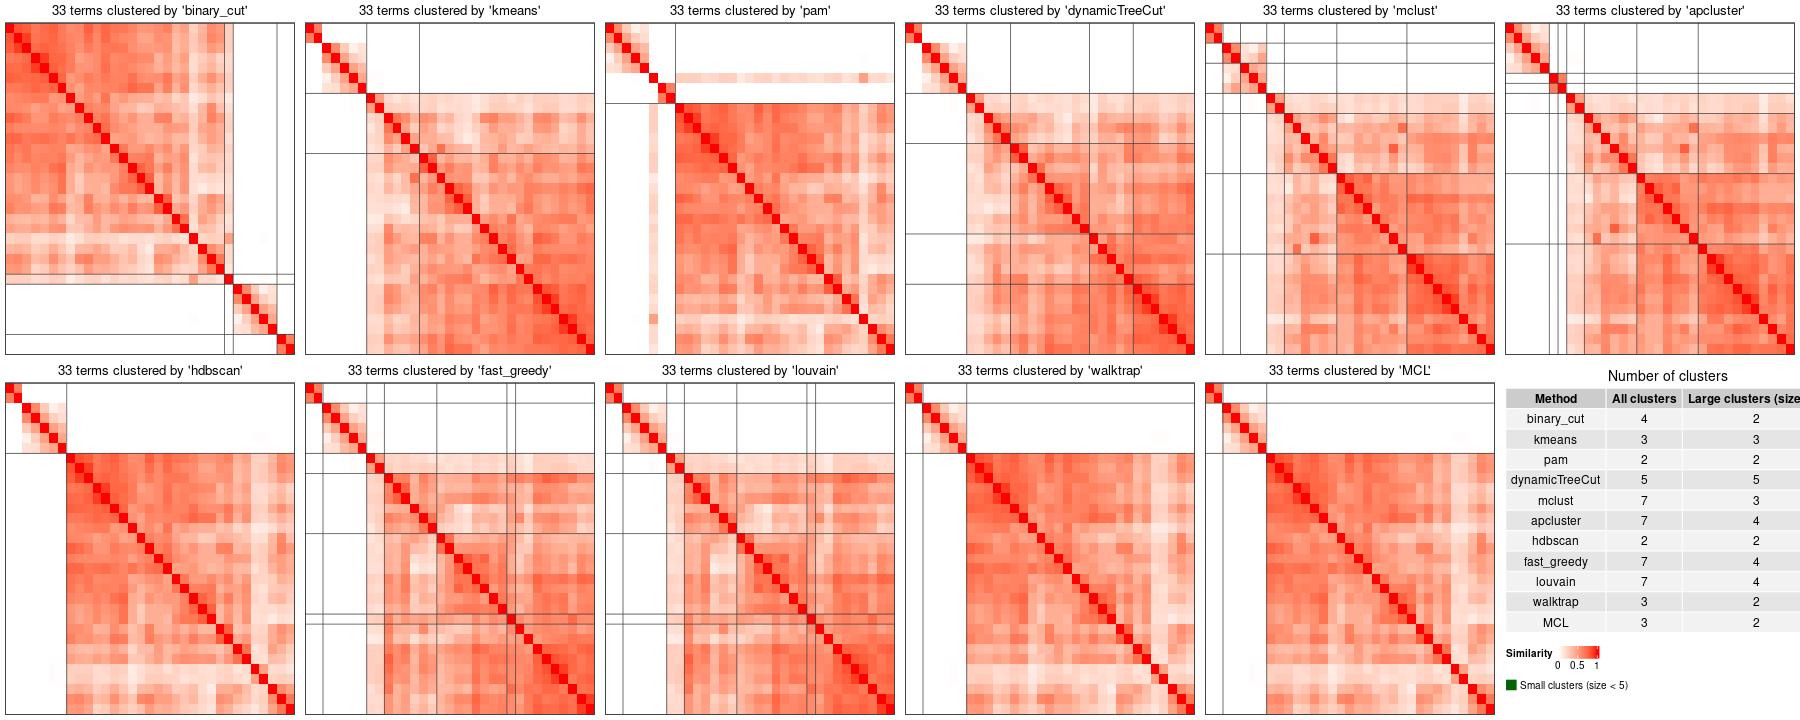 33 terms clustered by 'binary_cut'
33 terms clustered by 'kmeans'
33 terms clustered by 'pam'
33 terms clustered by 'dynamicTreeCut'
33 terms clustered by 'mclust'
33 terms clustered by 'apcluster'
33 terms clustered by 'hdbscan'
33 terms clustered by 'fast_greedy'
33 terms clustered by 'louvain'
33 terms clustered by 'walktrap'
33 terms clustered by 'MCL'
Number of clusters
Method All clusters Large clusters (size
binary_cut 4 2
kmeans 3 3
pam 2 2
dynamicTreeCut 5 5
mclust 7 3
apcluster 7 4
hdbscan 2 2
fast_greedy 7 4
louvain 7 4
walktrap 3 2
MCL 3 2
Similarity
0 0.5 1
Small clusters (size < 5)